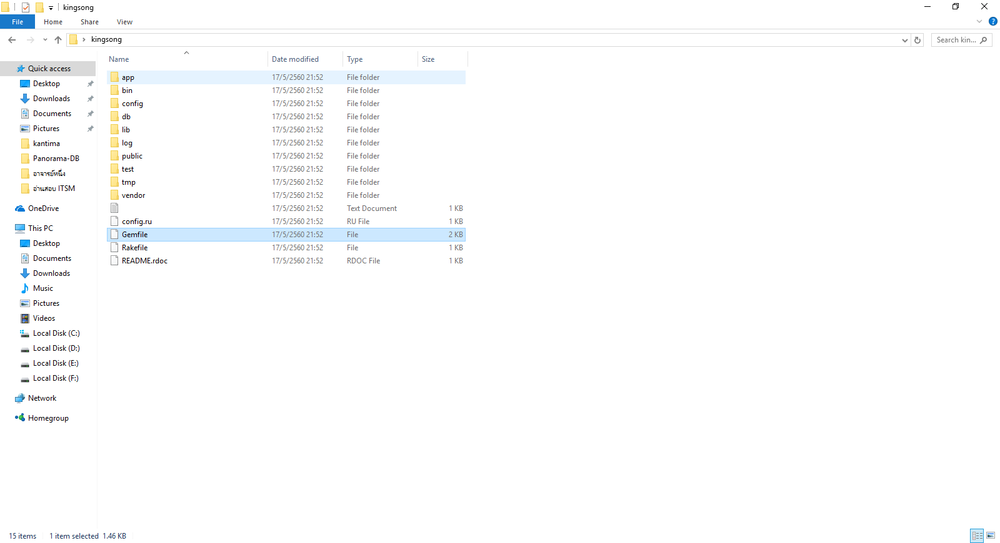 kingsong
File Home Share View
kingsong
Search kin...
Name Date modified Type Size
Quick access
Desktop
Downloads
Documents
Pictures
kantima
Panorama-DB
อาจารย์หนึ่ง
อ่านสอบ ITSM
OneDrive
This PC
Desktop
Documents
Downloads
Music
Pictures
Videos
Local Disk (C:)
Local Disk (D:)
Local Disk (E:)
Local Disk (F:)
Network
Homegroup
app 17/5/2560 21:52 File folder
bin 17/5/2560 21:52 File folder
config 17/5/2560 21:52 File folder
db 17/5/2560 21:52 File folder
lib 17/5/2560 21:52 File folder
log 17/5/2560 21:52 File folder
public 17/5/2560 21:52 File folder
test 17/5/2560 21:52 File folder
tmp 17/5/2560 21:52 File folder
vendor 17/5/2560 21:52 File folder
17/5/2560 21:52 Text Document 1 KB
config.ru 17/5/2560 21:52 RU File 1 KB
Gemfile 17/5/2560 21:52 File 2 KB
Rakefile 17/5/2560 21:52 File 1 KB
README.rdoc 17/5/2560 21:52 RDOC File 1 KB
15 items 1 item selected 1.46 KB